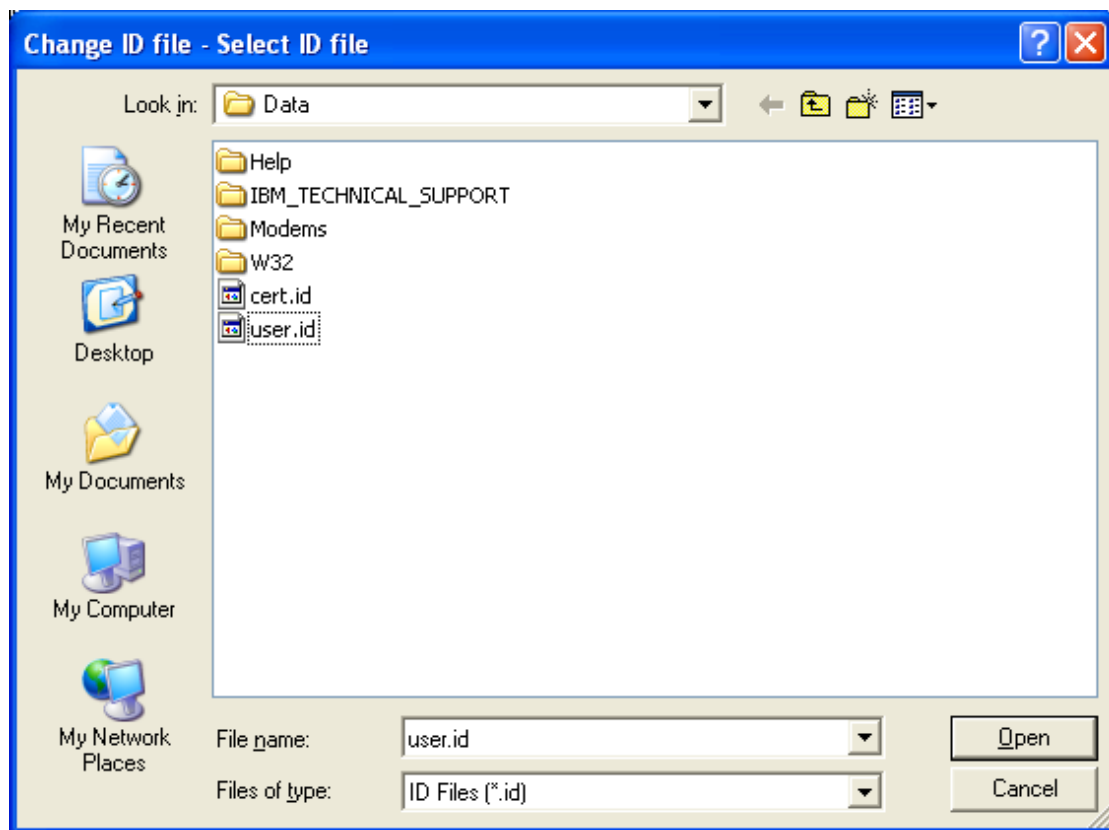 Change ID file - Select ID file
Look in:
Data
My Recent
Documents
Desktop
My Documents
My Computer
My Network
Places
Help
IBM_TECHNICAL_SUPPORT
Modems
W32
cert.id
user.id
File name:
user.id
Open
Files of type:
ID Files (*.id)
Cancel